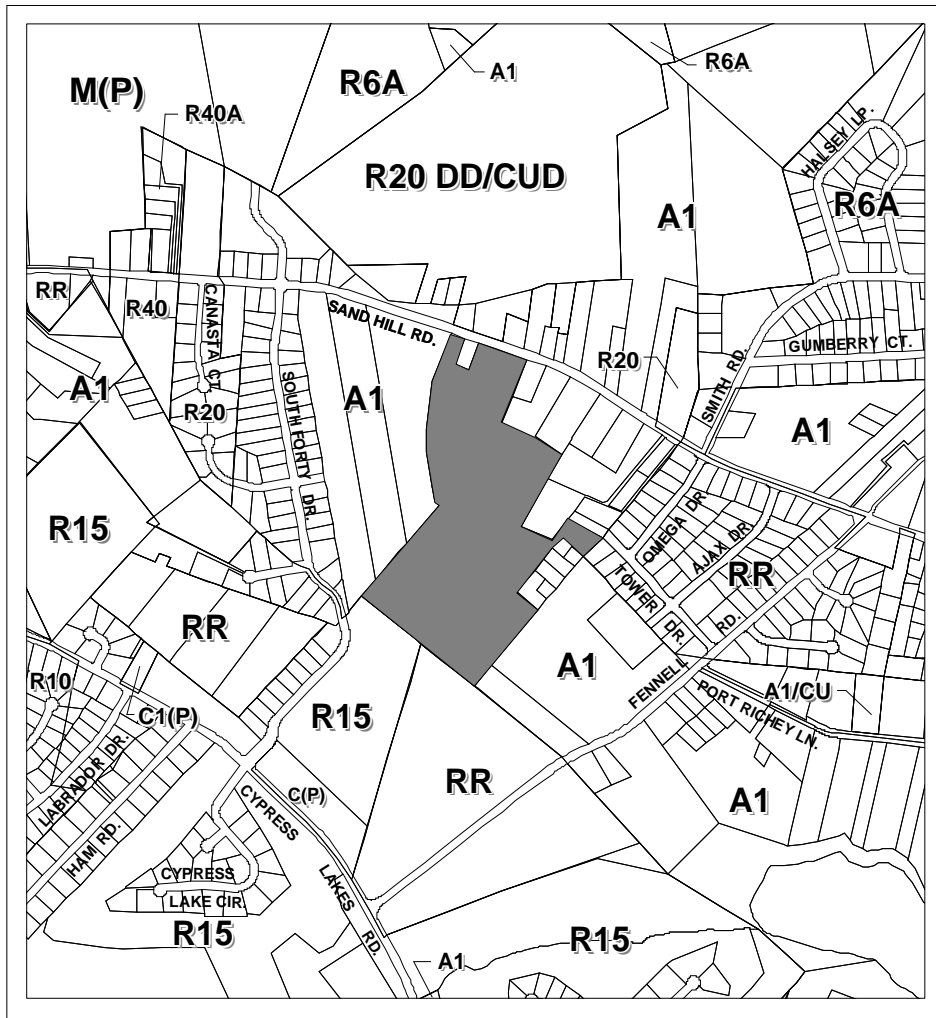 R6A
A1
R6A
M(P)
R40A
R20 DD/CUD
HALSEY LP.
A1
R6A
RR
R40
CANASTA CT.
SAND HILL RD.
GUMBERRY CT.
R20
SMITH RD.
A1
A1
R20
SOUTH FORTY DR.
A1
R15
OMEGA DR.
AJAX DR.
RR
TOWER DR.
RR
FENNELL RD.
A1
R10
A1/CU
C1(P)
R15
PORT RICHEY LN.
LABRADOR DR.
RR
C(P)
A1
HAM RD.
CYPRESS LAKES RD.
CYPRESS
LAKE CIR.
R15
R15
A1